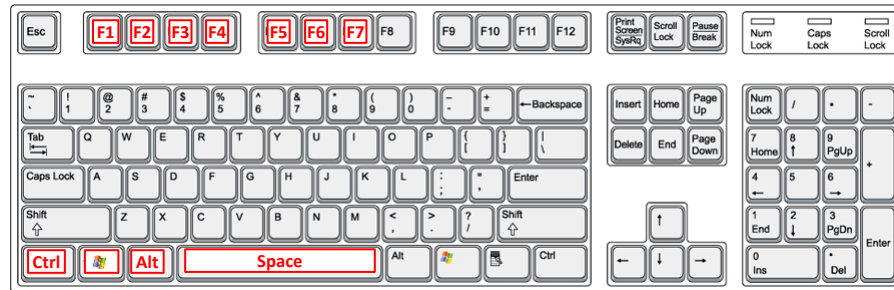 Esc F1 F2 F3 F4 F5 F6 F7 F8 F9 F10 F11 F12 Print Screen SysRq Scroll Lock Pause Break Num Lock Caps Lock Scroll Lock
~ ` ! 1 @ 2 # 3 $ 4 % 5 ^ 6 & 7 * 8 ( 9 ) 0 – - + = ←Backspace Insert Home Page Up Num Lock / * -
Tab Q W E R T Y U I O P { [ } ] | \ Delete End Page Down 7 Home 8 ↑ 9 PgUp +
Caps Lock A S D F G H J K L : ; " ' Enter 4 ← 5 6 →
Shift Z X C V B N M < , > . ? / Shift ↑ 1 End 2 ↓ 3 PgDn Enter
Ctrl Alt Space Alt Ctrl ← ↓ → 0 Ins . Del